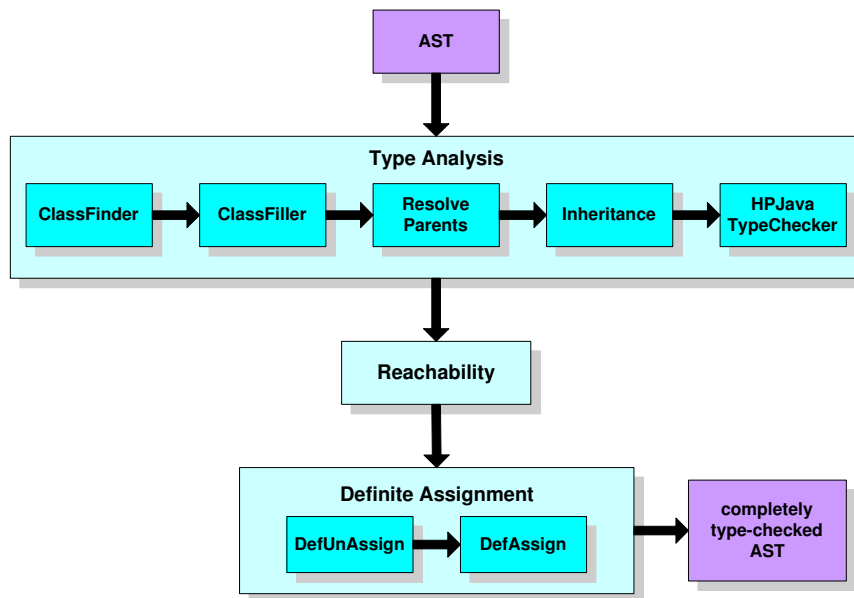 AST
Type Analysis
ClassFinder
ClassFiller
Resolve
Parents
Inheritance
HPJava
TypeChecker
Reachability
Definite Assignment
DefUnAssign
DefAssign
completely
type-checked
AST